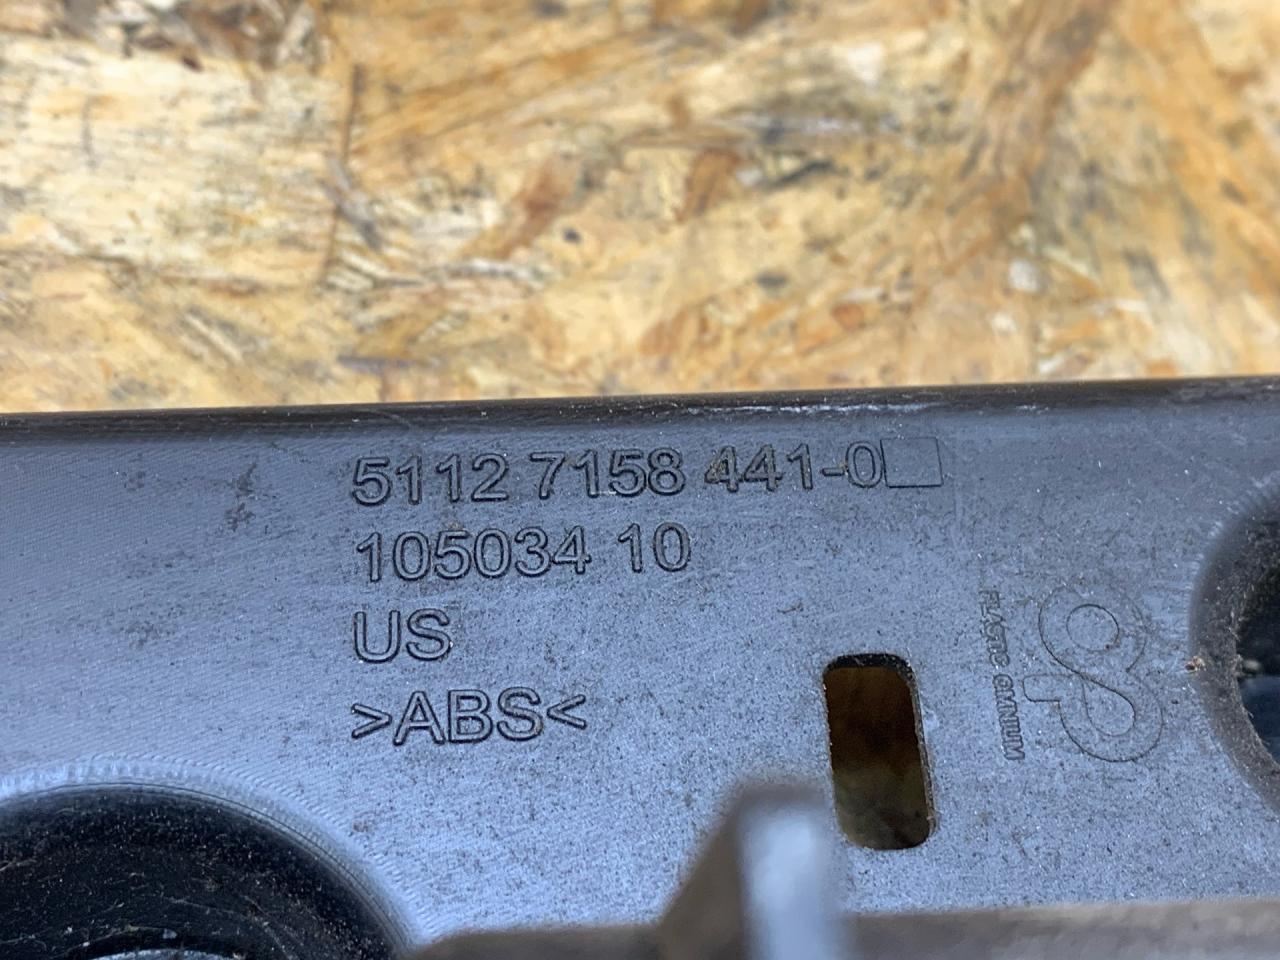 5112 7158 441-0
105034 10
US
>ABS<
PLASTIC OMNIUM